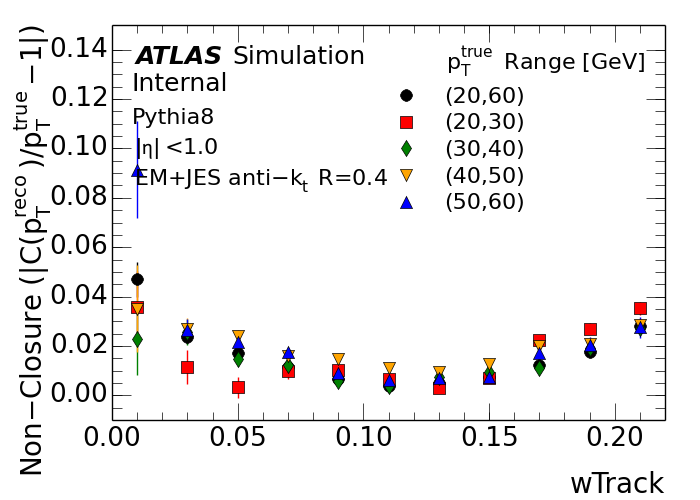 Non−Closure (|C(p_T^reco)/p_T^true −1|)
0.14
0.12
0.10
0.08
0.06
0.04
0.02
0.00
ATLAS Simulation
Internal
Pythia8
|η| <1.0
EM+JES anti−k_t R=0.4
p_T^true Range [GeV]
(20,60)
(20,30)
(30,40)
(40,50)
(50,60)
0.00 0.05 0.10 0.15 0.20
wTrack